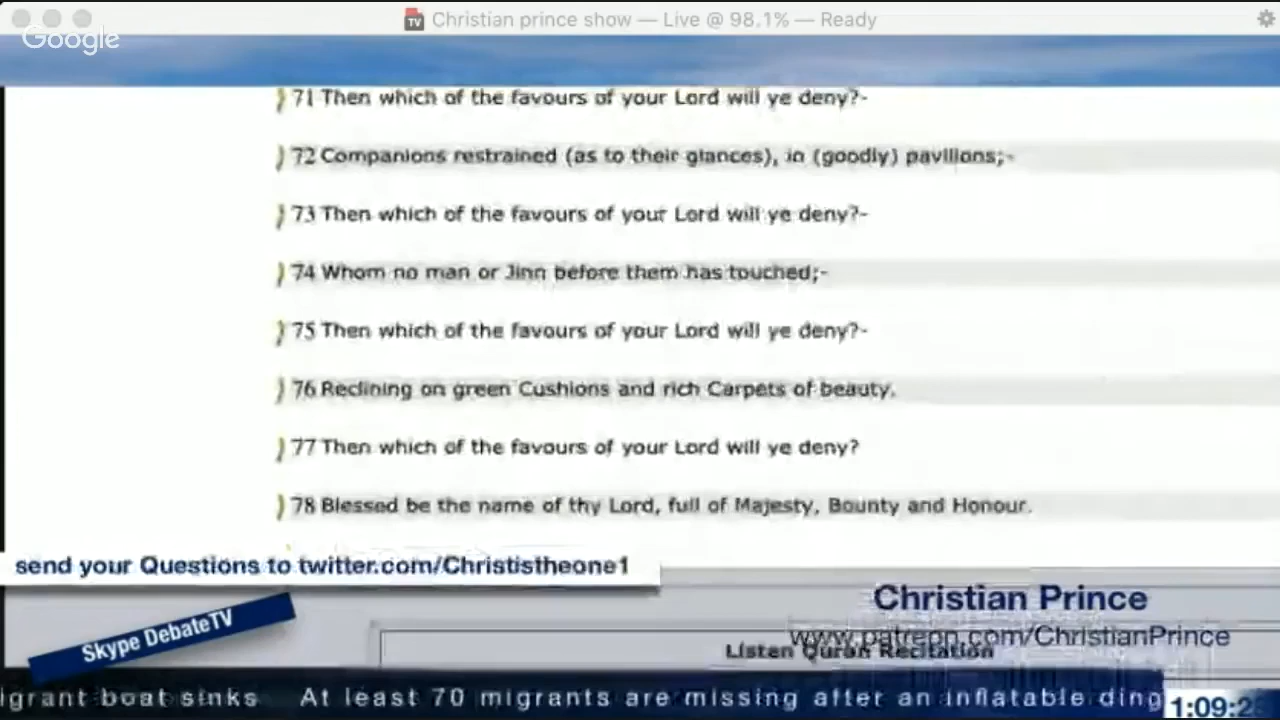 Christian prince show — Live @ 98.1% — Ready
Google
71 Then which of the favours of your Lord will ye deny?-
72 Companions restrained (as to their glances), in (goodly) pavilions;-
73 Then which of the favours of your Lord will ye deny?-
74 Whom no man or Jinn before them has touched;-
75 Then which of the favours of your Lord will ye deny?-
76 Reclining on green Cushions and rich Carpets of beauty.
77 Then which of the favours of your Lord will ye deny?
78 Blessed be the name of thy Lord, full of Majesty, Bounty and Honour.
send your Questions to twitter.com/Christistheone1
Christian Prince
Skype DebateTV
www.patreon.com/ChristianPrince
Listen Quran Recitation
igrant boat sinks At least 70 migrants are missing after an inflatable ding